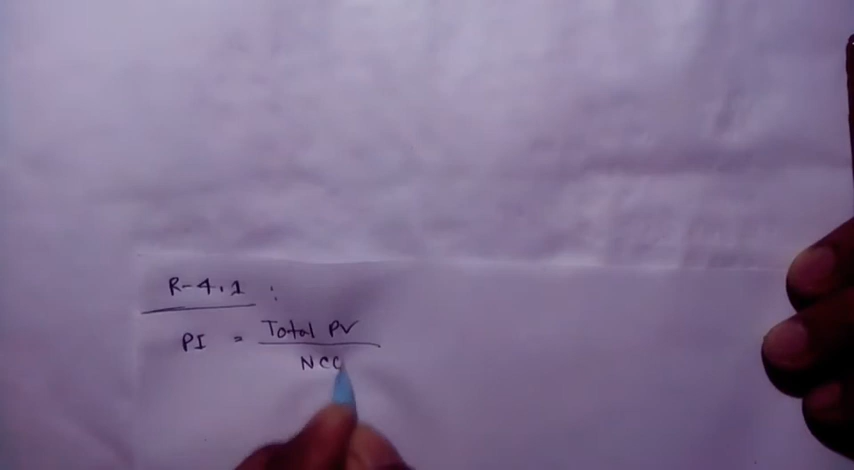 R-4.1 :
PI = Total PV
NCO